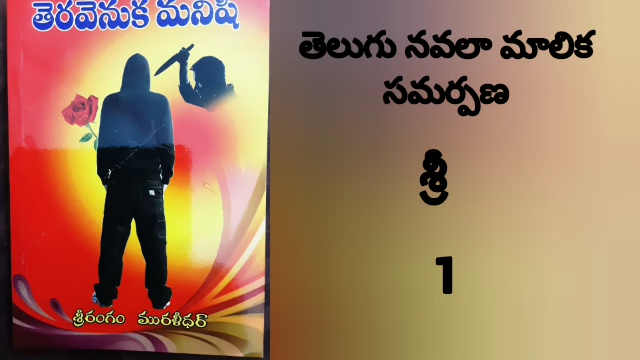 తెరవెనుక మనిషి
శ్రీరంగం మురళీధర్
తెలుగు నవలా మాలిక
సమర్పణ
శ్రీ
1